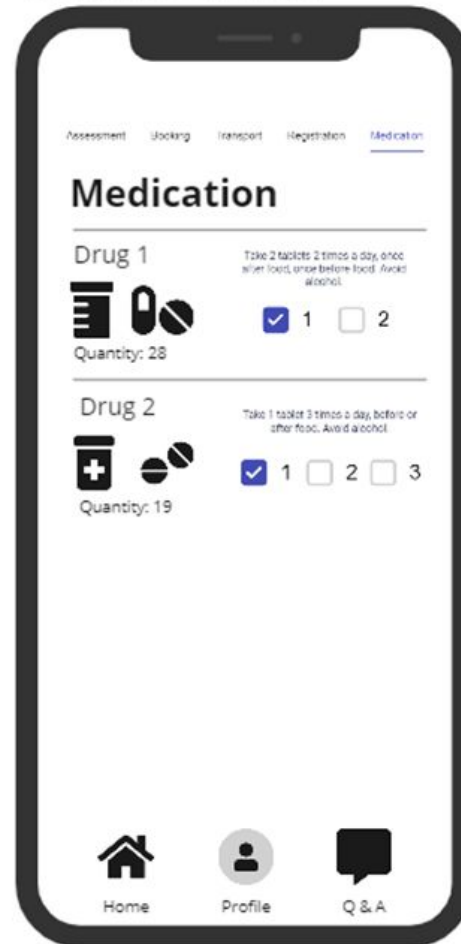 Assessment Booking Transport Registration Medication
Medication
Drug 1
Take 2 tablets 2 times a day, once
after food, once before food. Avoid
alcohol.
1 2
Quantity: 28
Drug 2
Take 1 tablet 3 times a day, before or
after food. Avoid alcohol
1 2 3
Quantity: 19
Home Profile Q & A